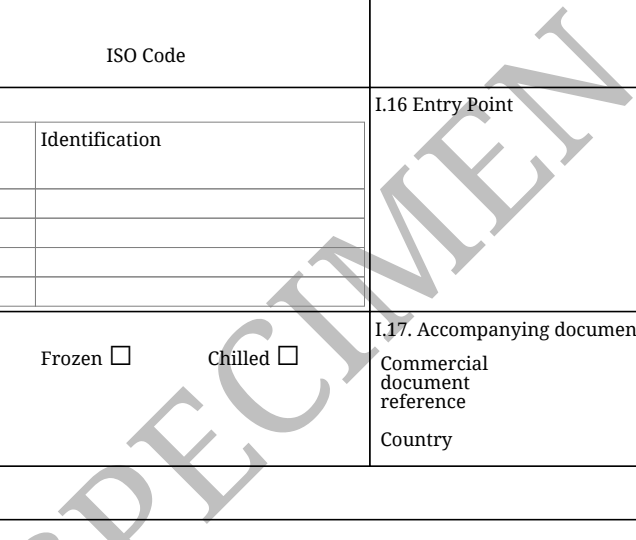 ISO Code
I.16 Entry Point
Identification
I.17. Accompanying documen
Frozen ☐ Chilled ☐
Commercial
document
reference
Country
SPECIMEN